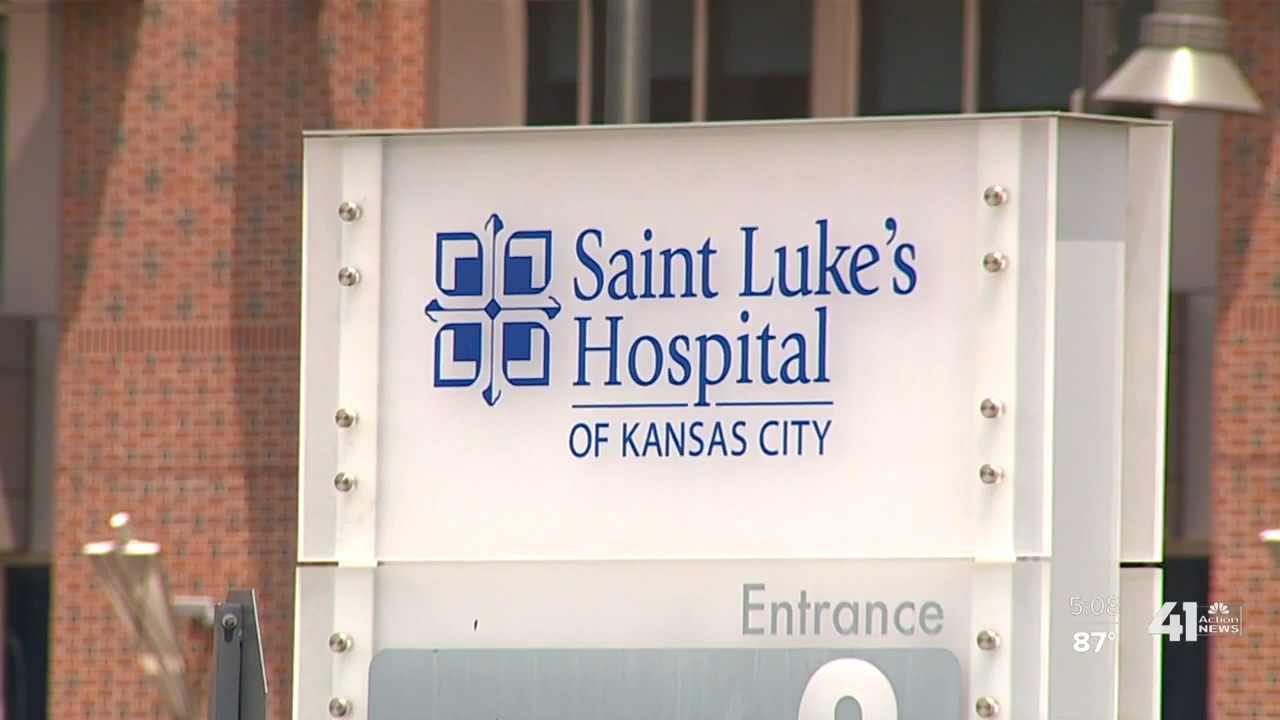 Saint Luke's
Hospital
OF KANSAS CITY
Entrance
5:08
87°
41 Action
NEWS